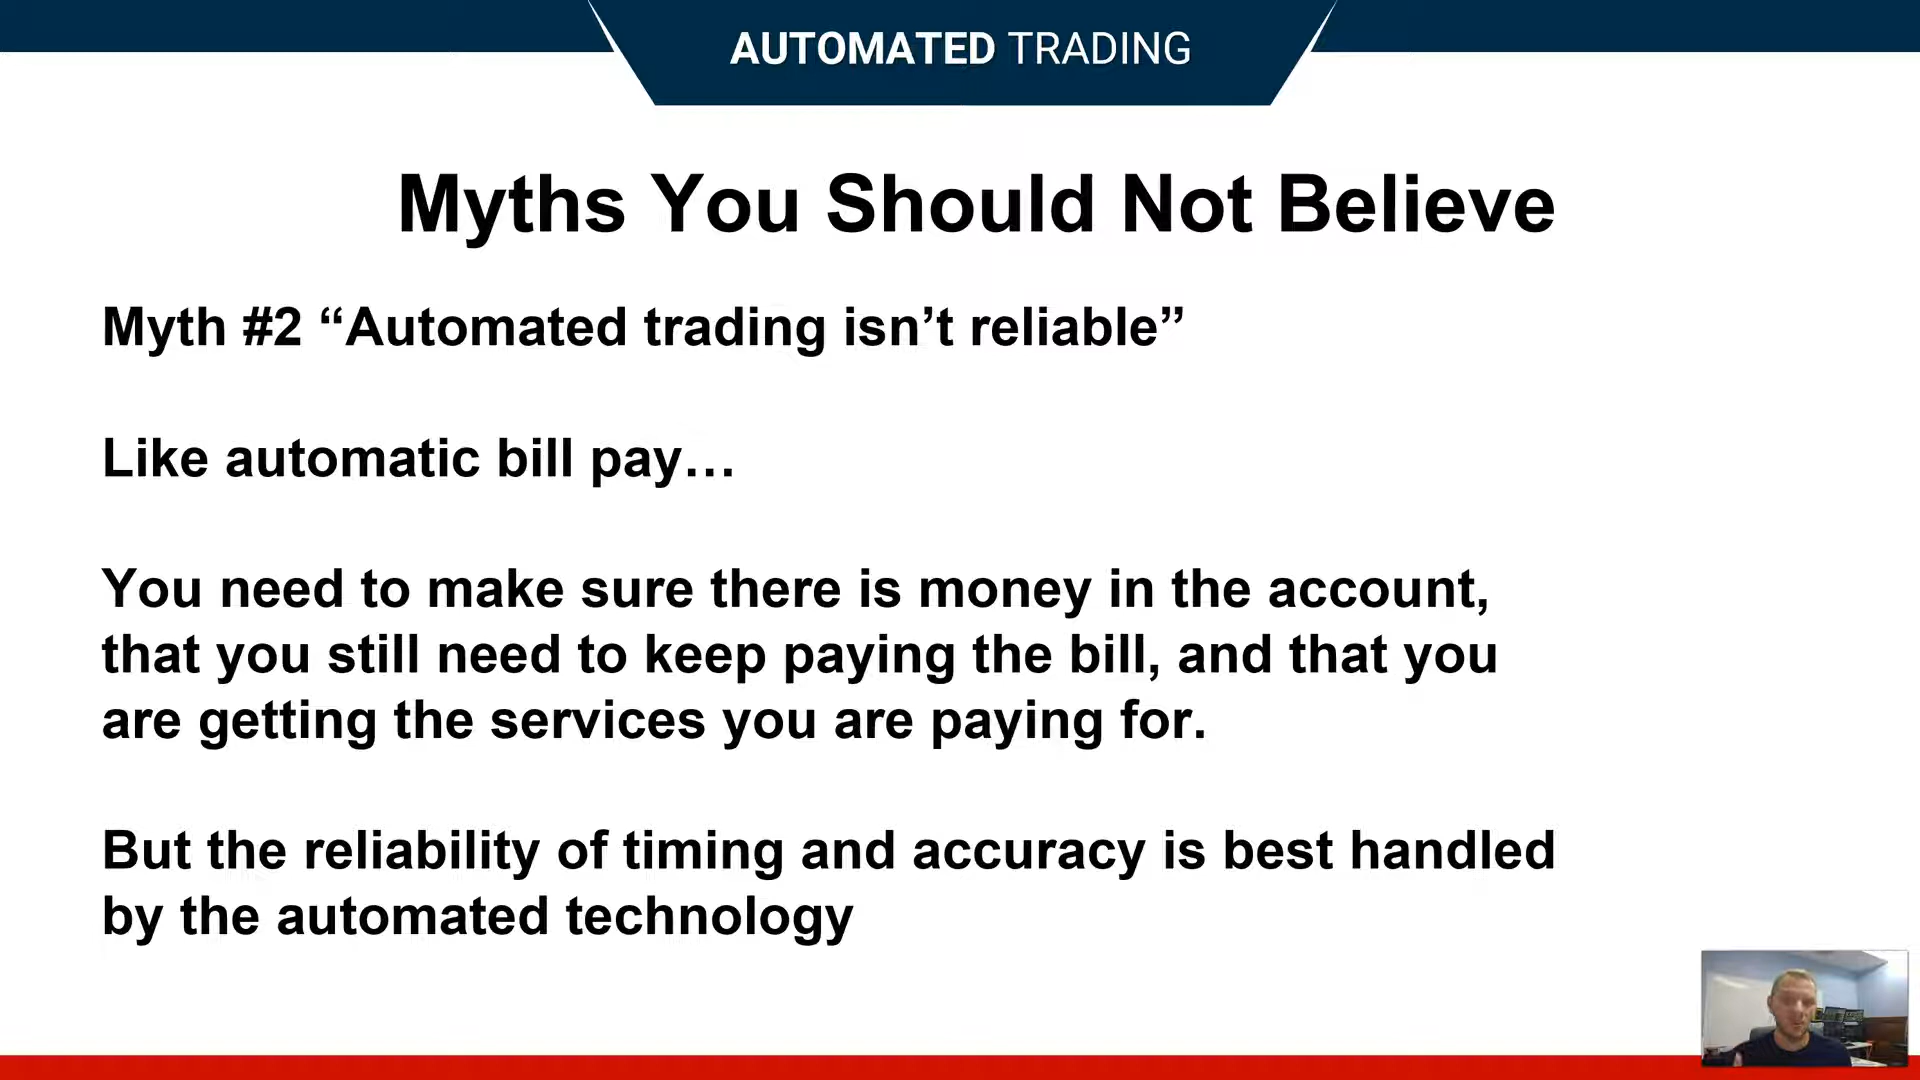 AUTOMATED TRADING
Myths You Should Not Believe
Myth #2 “Automated trading isn’t reliable”
Like automatic bill pay…
You need to make sure there is money in the account,
that you still need to keep paying the bill, and that you
are getting the services you are paying for.
But the reliability of timing and accuracy is best handled
by the automated technology